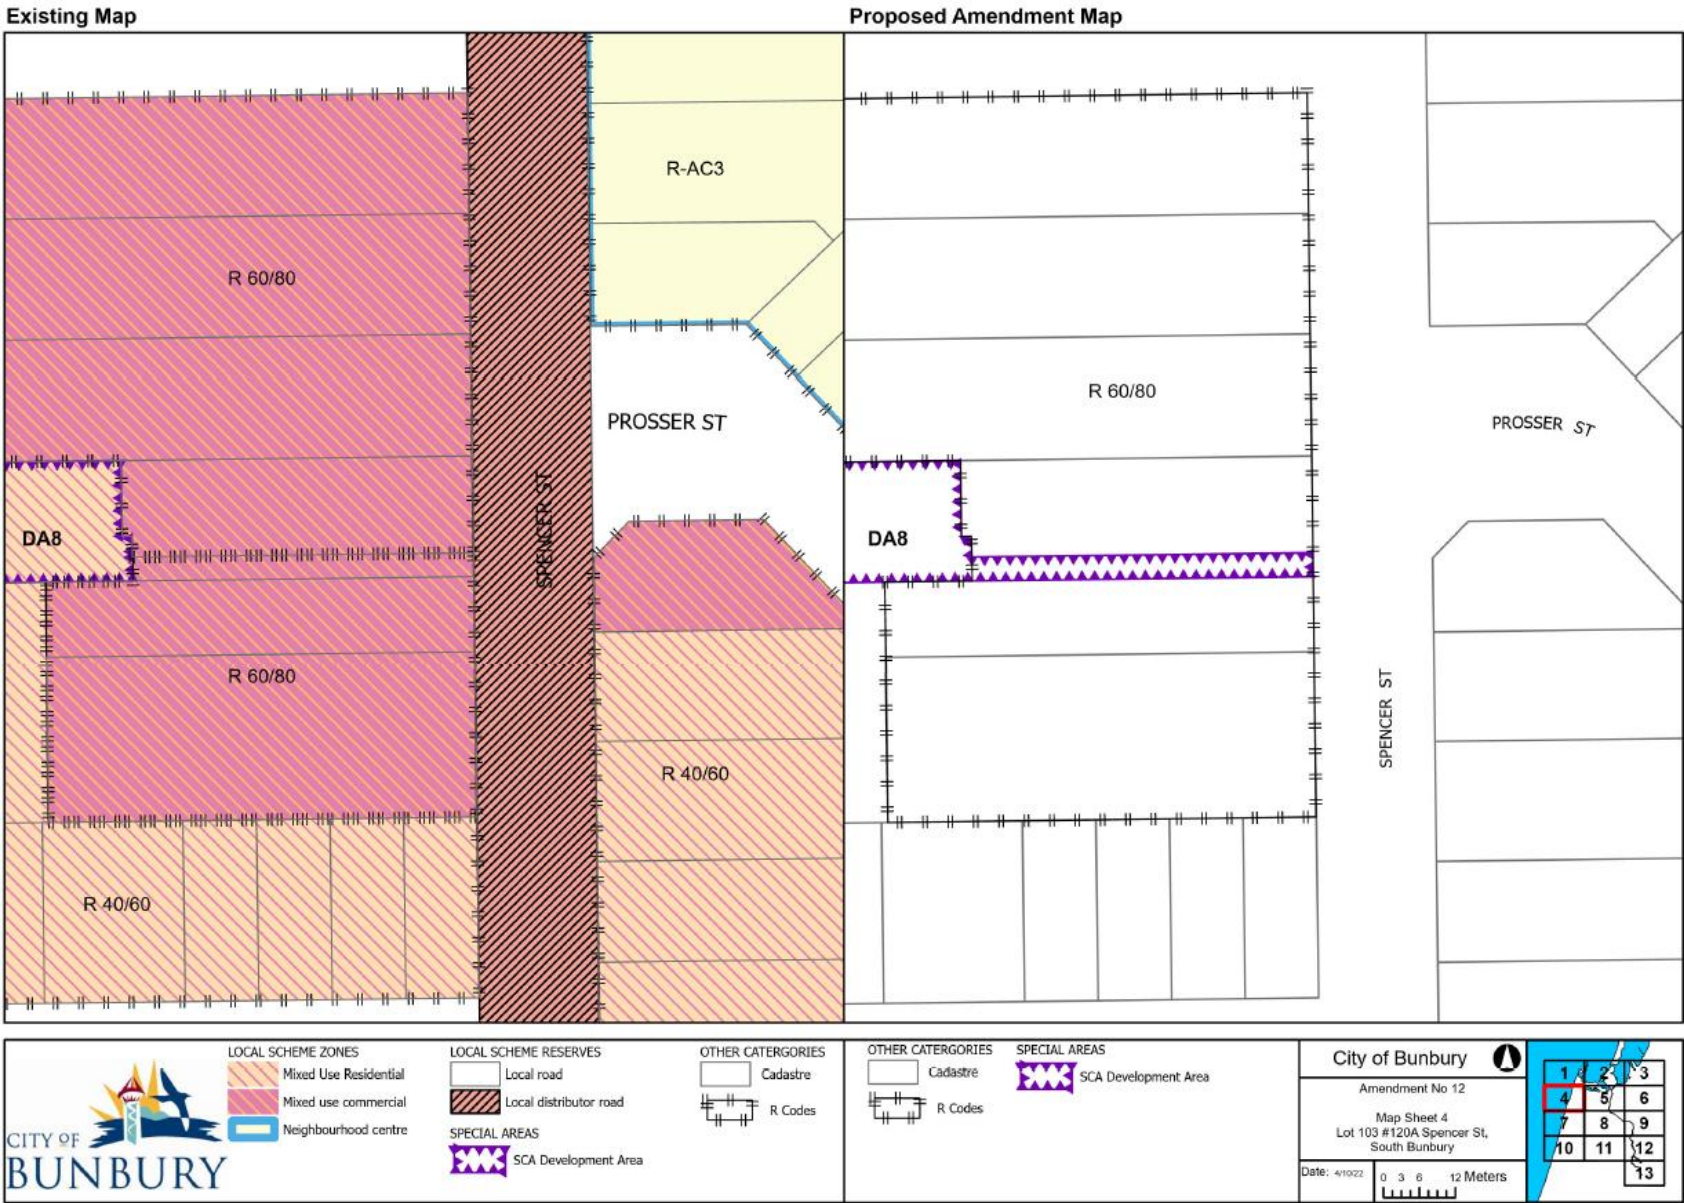 Existing Map
Proposed Amendment Map
R-AC3
R 60/80
R 60/80
PROSSER ST
PROSSER ST
SPENCER ST
DA8
DA8
R 60/80
SPENCER ST
R 40/60
R 40/60
CITY OF
BUNBURY
LOCAL SCHEME ZONES
Mixed Use Residential
Mixed use commercial
Neighbourhood centre
LOCAL SCHEME RESERVES
Local road
Local distributor road
SPECIAL AREAS
SCA Development Area
OTHER CATERGORIES
Cadastre
R Codes
OTHER CATERGORIES
Cadastre
R Codes
SPECIAL AREAS
SCA Development Area
City of Bunbury
Amendment No 12
Map Sheet 4
Lot 103 #120A Spencer St,
South Bunbury
Date: 4/10/22
0 3 6 12 Meters
1 2 3
4 5 6
7 8 9
10 11 12
13